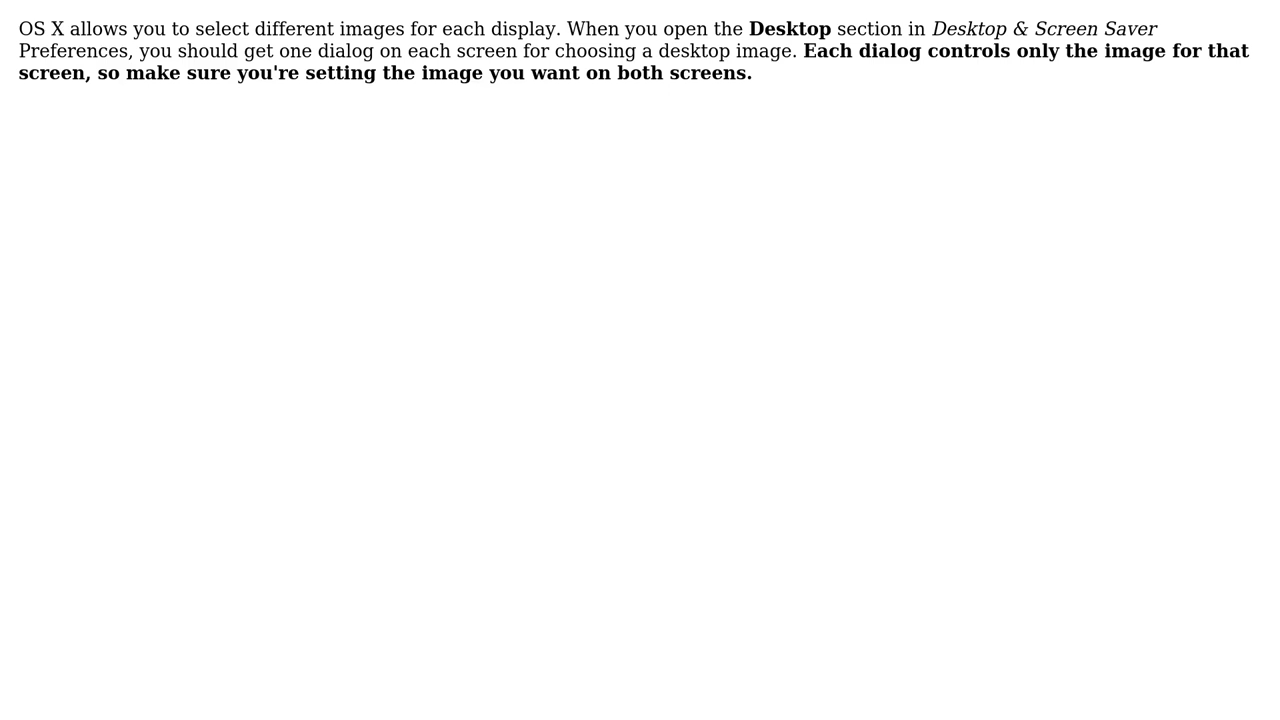 OS X allows you to select different images for each display. When you open the Desktop section in Desktop & Screen Saver
Preferences, you should get one dialog on each screen for choosing a desktop image. Each dialog controls only the image for that
screen, so make sure you're setting the image you want on both screens.